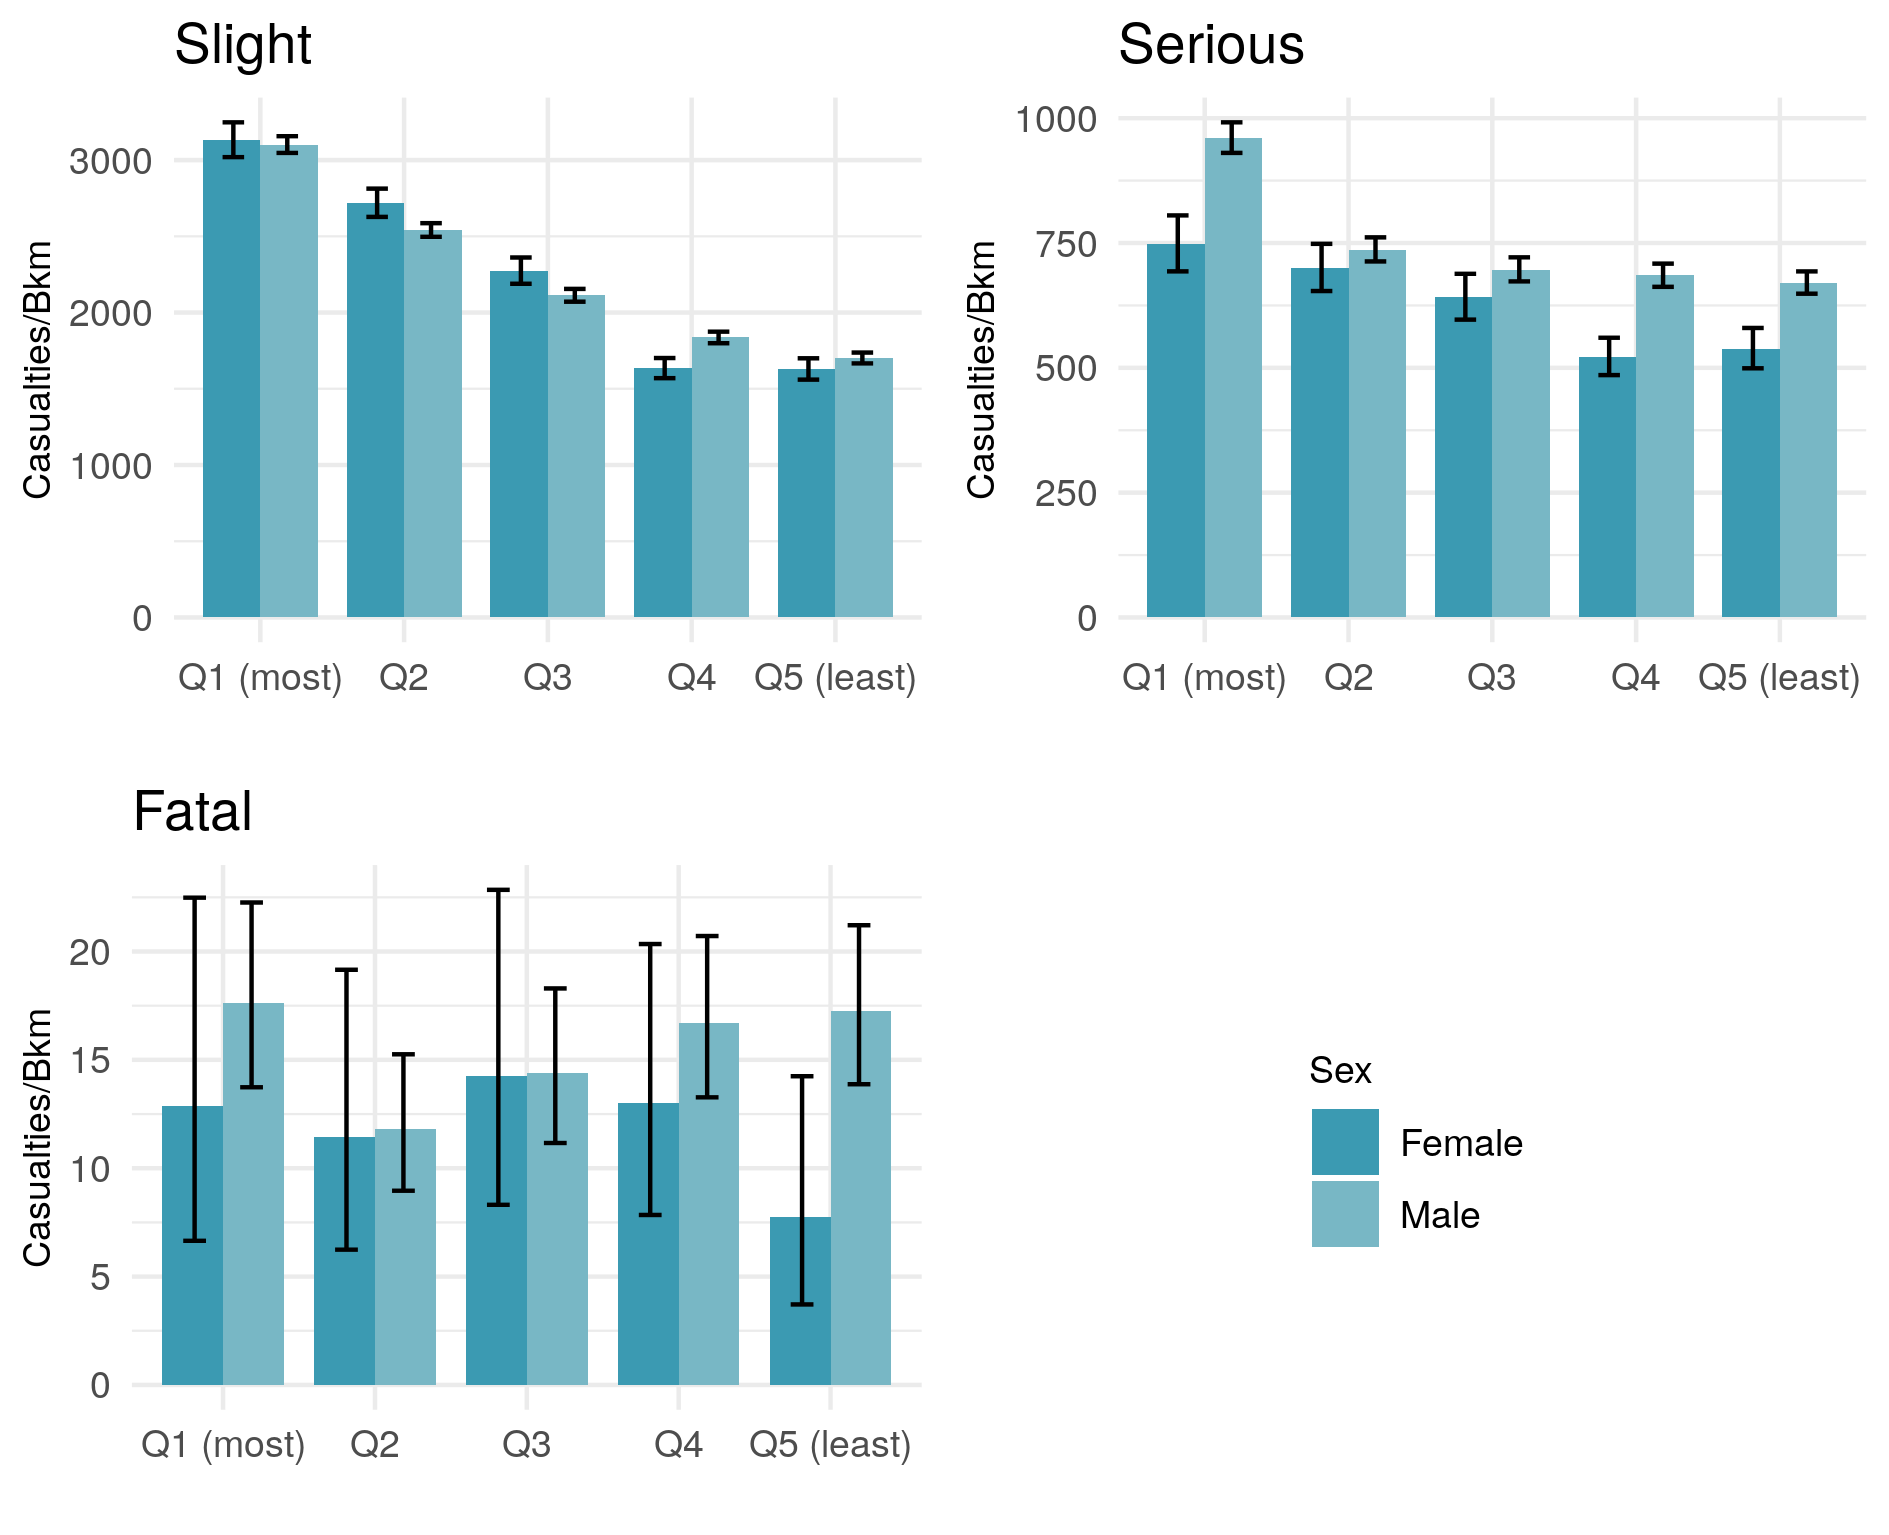 Slight
Casualties/Bkm
3000
2000
1000
0
Q1 (most) Q2 Q3 Q4 Q5 (least)
Serious
Casualties/Bkm
1000
750
500
250
0
Q1 (most) Q2 Q3 Q4 Q5 (least)
Fatal
Casualties/Bkm
20
15
10
5
0
Q1 (most) Q2 Q3 Q4 Q5 (least)
Sex
Female
Male